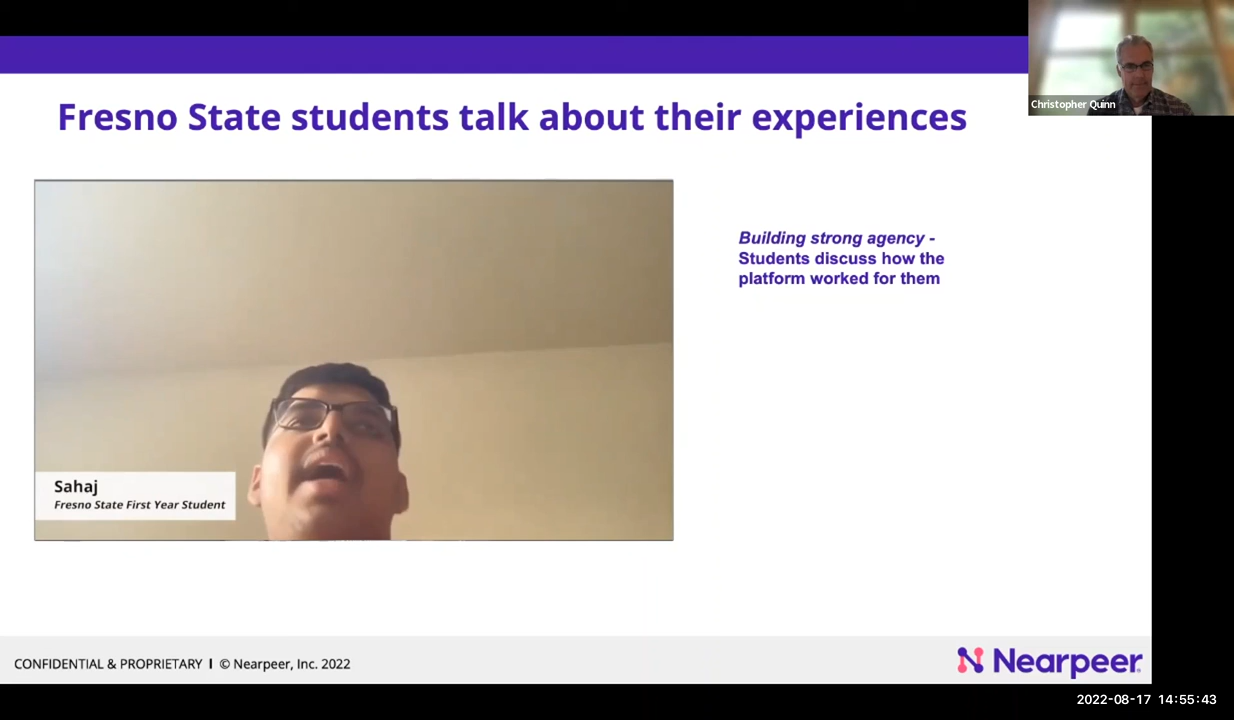 Christopher Quinn
Fresno State students talk about their experiences
Building strong agency -
Students discuss how the
platform worked for them
Sahaj
Fresno State First Year Student
CONFIDENTIAL & PROPRIETARY I © Nearpeer, Inc. 2022
Nearpeer
2022-08-17 14:55:43